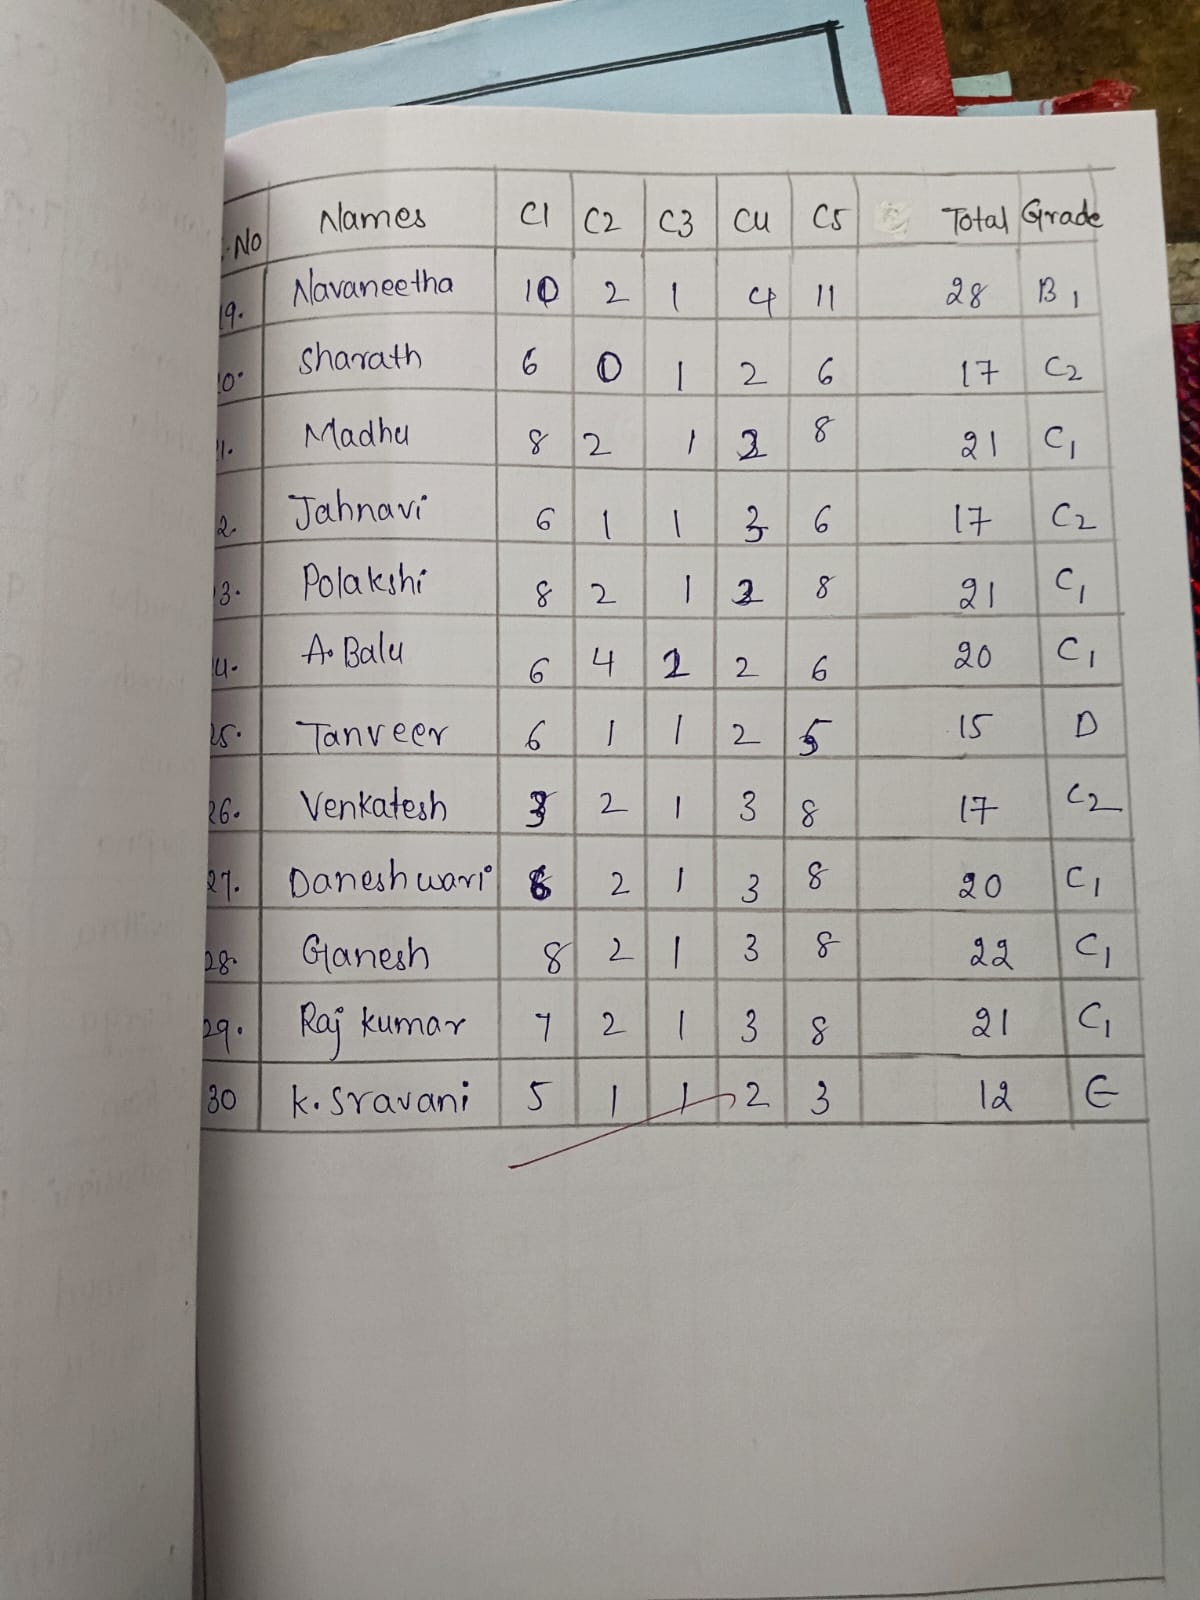 .No Names C1 C2 C3 C4 C5 Total Grade
19. Navaneetha 10 2 1 4 11 28 B1
20. Sharath 6 0 1 2 6 17 C2
21. Madhu 8 2 1 2 8 21 C1
2. Jahnavi 6 1 1 3 6 17 C2
3. Polakshi 8 2 1 2 8 21 C1
4. A. Balu 6 4 2 2 6 20 C1
25. Tanveer 6 1 1 2 5 15 D
26. Venkatesh 3 2 1 3 8 17 C2
27. Daneshwari 6 2 1 3 8 20 C1
28. Ganesh 8 2 1 3 8 22 C1
29. Raj kumar 7 2 1 3 8 21 C1
30 K. Sravani 5 1 1 2 3 12 E